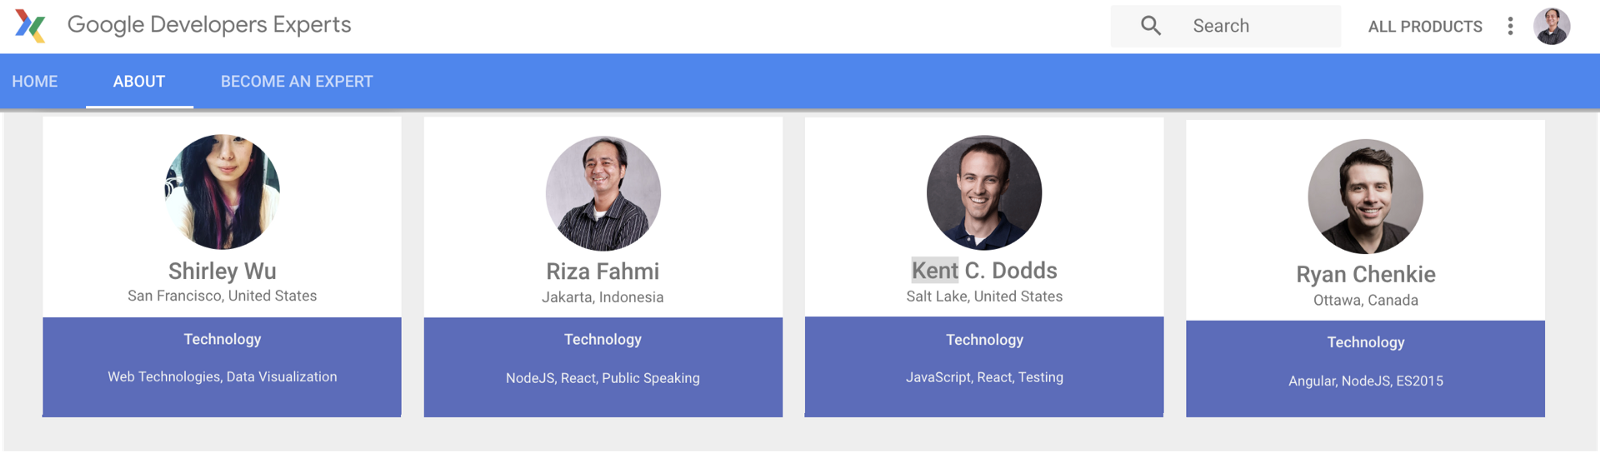 Google Developers Experts
Search
ALL PRODUCTS
HOME
ABOUT
BECOME AN EXPERT
Shirley Wu
San Francisco, United States
Technology
Web Technologies, Data Visualization
Riza Fahmi
Jakarta, Indonesia
Technology
NodeJS, React, Public Speaking
Kent C. Dodds
Salt Lake, United States
Technology
JavaScript, React, Testing
Ryan Chenkie
Ottawa, Canada
Technology
Angular, NodeJS, ES2015